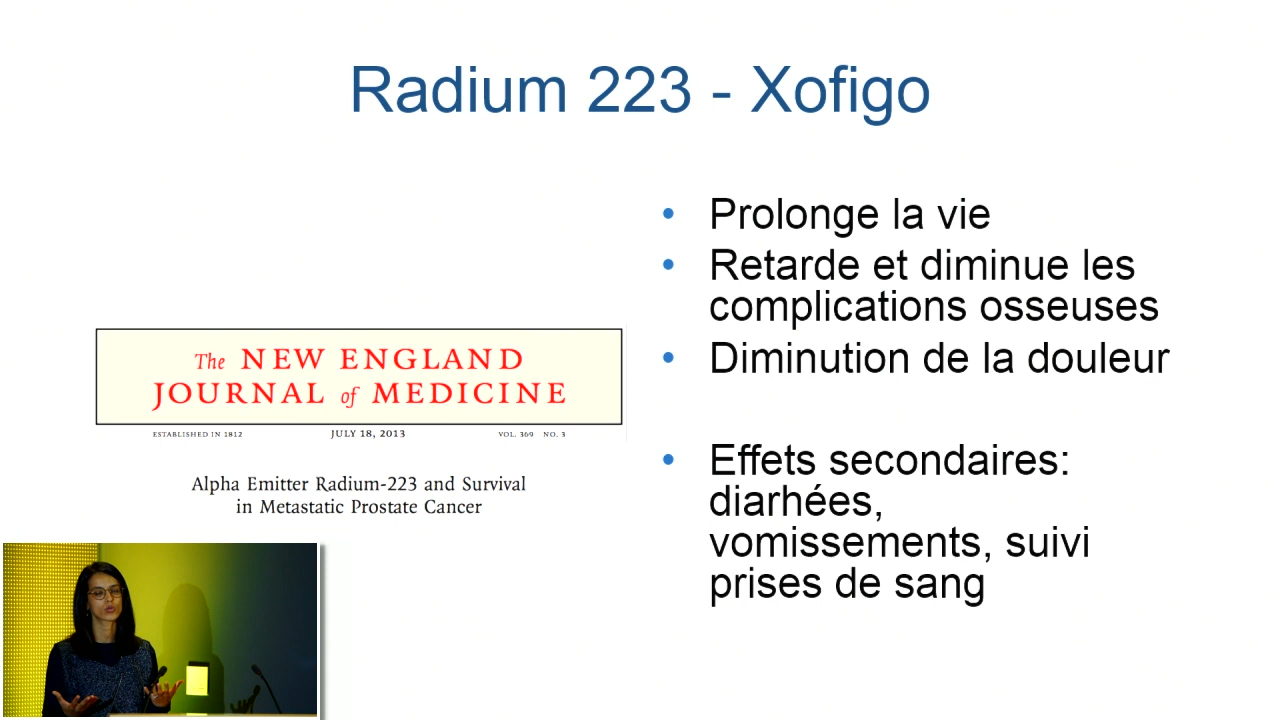 Radium 223 - Xofigo
• Prolonge la vie
• Retarde et diminue les
complications osseuses
• Diminution de la douleur
• Effets secondaires:
diarhées,
vomissements, suivi
prises de sang
The NEW ENGLAND
JOURNAL of MEDICINE
ESTABLISHED IN 1812 JULY 18, 2013 VOL. 369 NO. 3
Alpha Emitter Radium-223 and Survival
in Metastatic Prostate Cancer